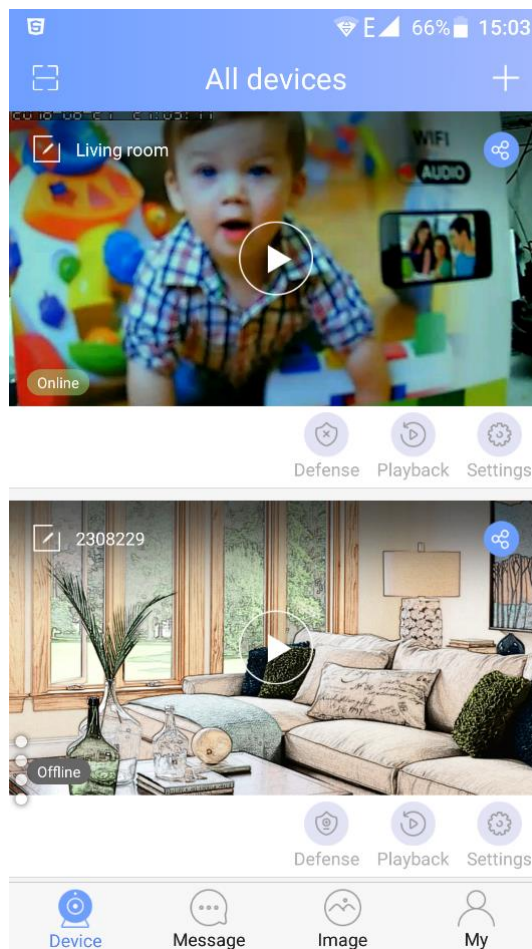 E 66% 15:03
All devices
Living room
WIFI
AUDIO
Online
Defense Playback Settings
2308229
Offline
Defense Playback Settings
Device Message Image My